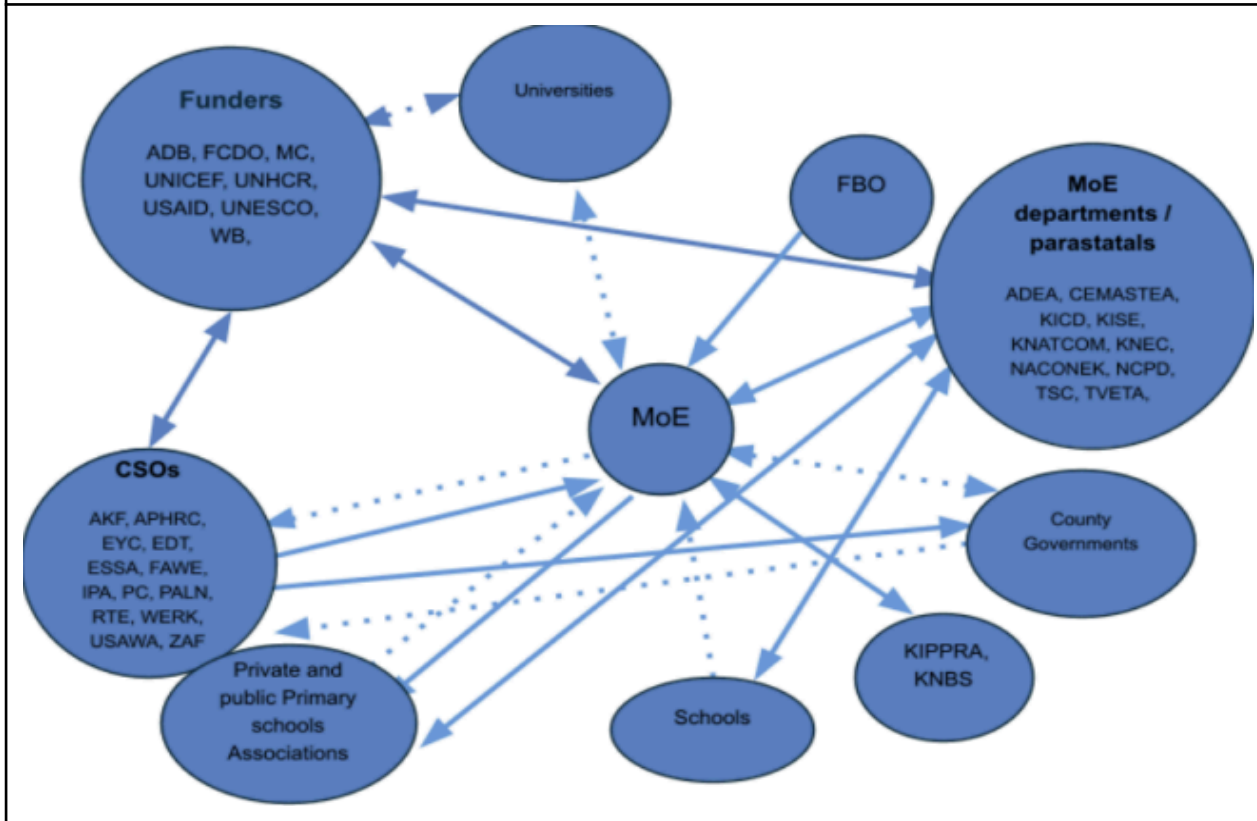 Funders
ADB, FCDO, MC,
UNICEF, UNHCR,
USAID, UNESCO,
WB,
Universities
FBO
MoE
departments /
parastatals
ADEA, CEMASTEA,
KICD, KISE,
KNATCOM, KNEC,
NACONEK, NCPD,
TSC, TVETA,
MoE
CSOs
AKF, APHRC,
EYC, EDT,
ESSA, FAWE,
IPA, PC, PALN,
RTE, WERK,
USAWA, ZAF
County
Governments
KIPPRA,
KNBS
Private and
public Primary
schools
Associations
Schools